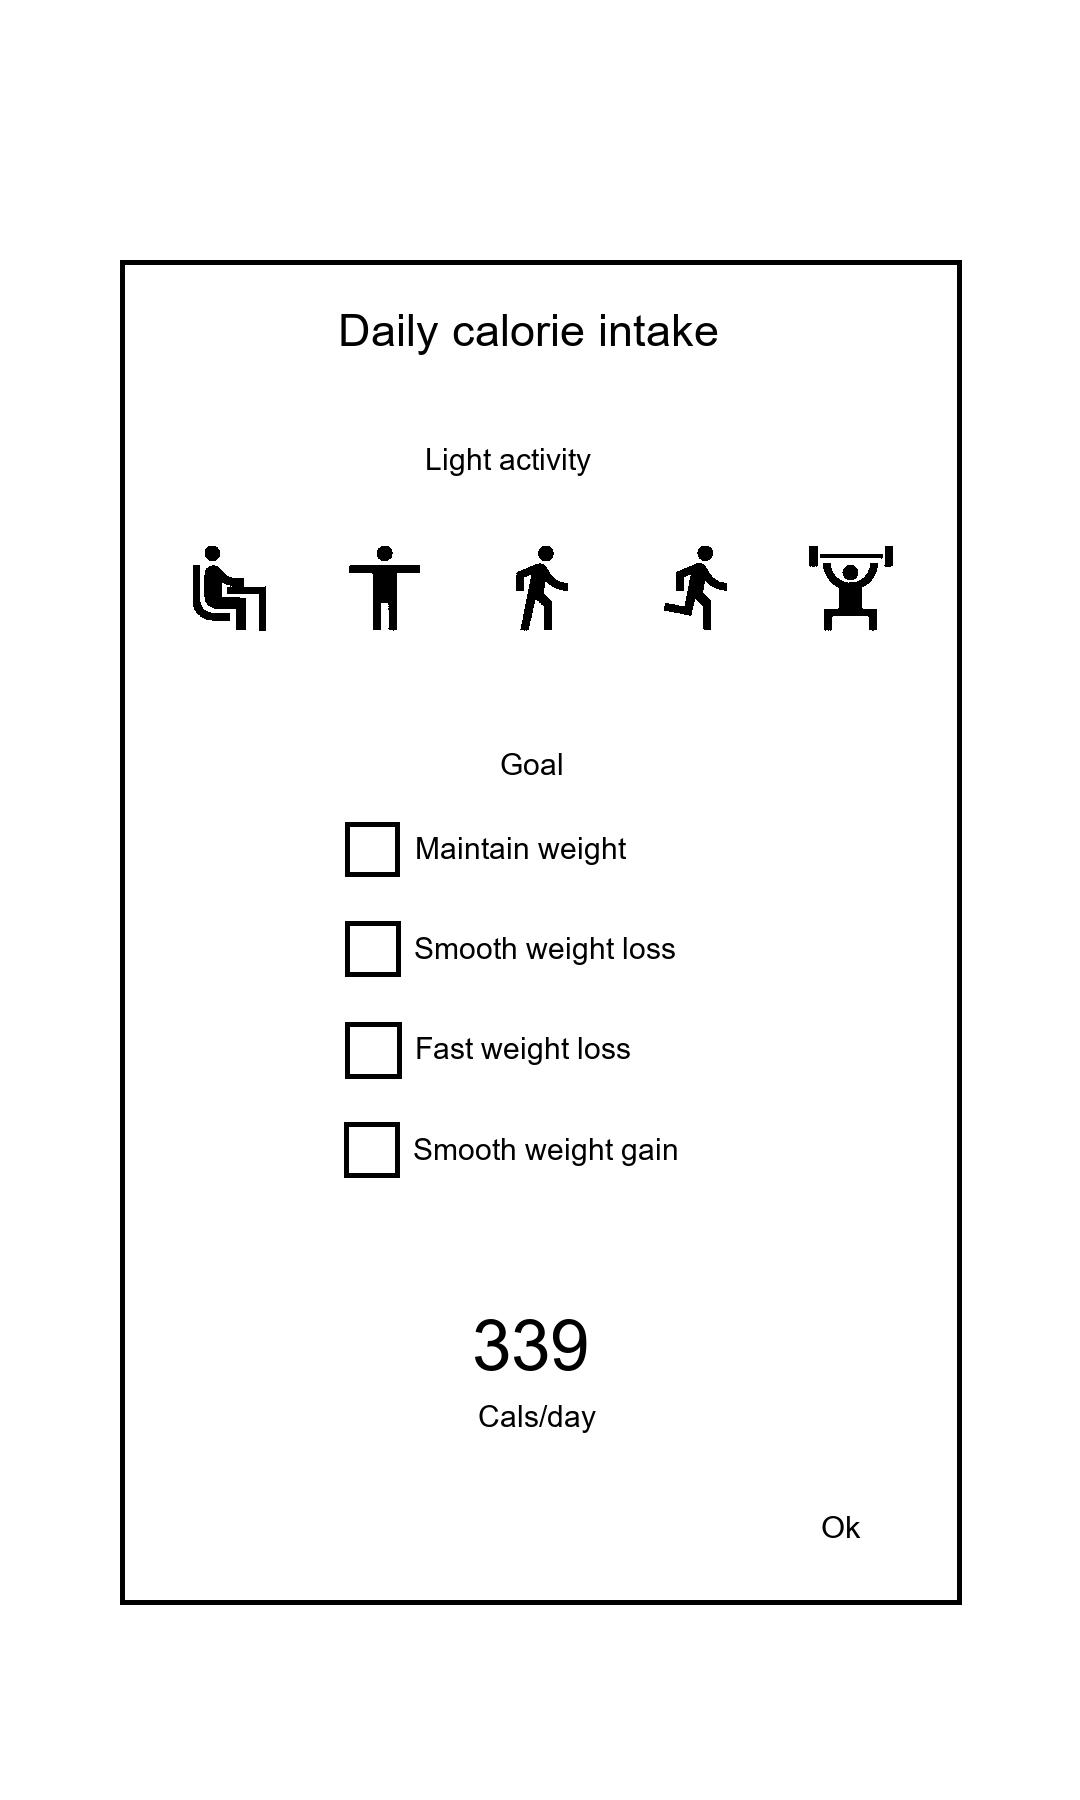 Daily calorie intake
Light activity
Goal
Maintain weight
Smooth weight loss
Fast weight loss
Smooth weight gain
339
Cals/day
Ok